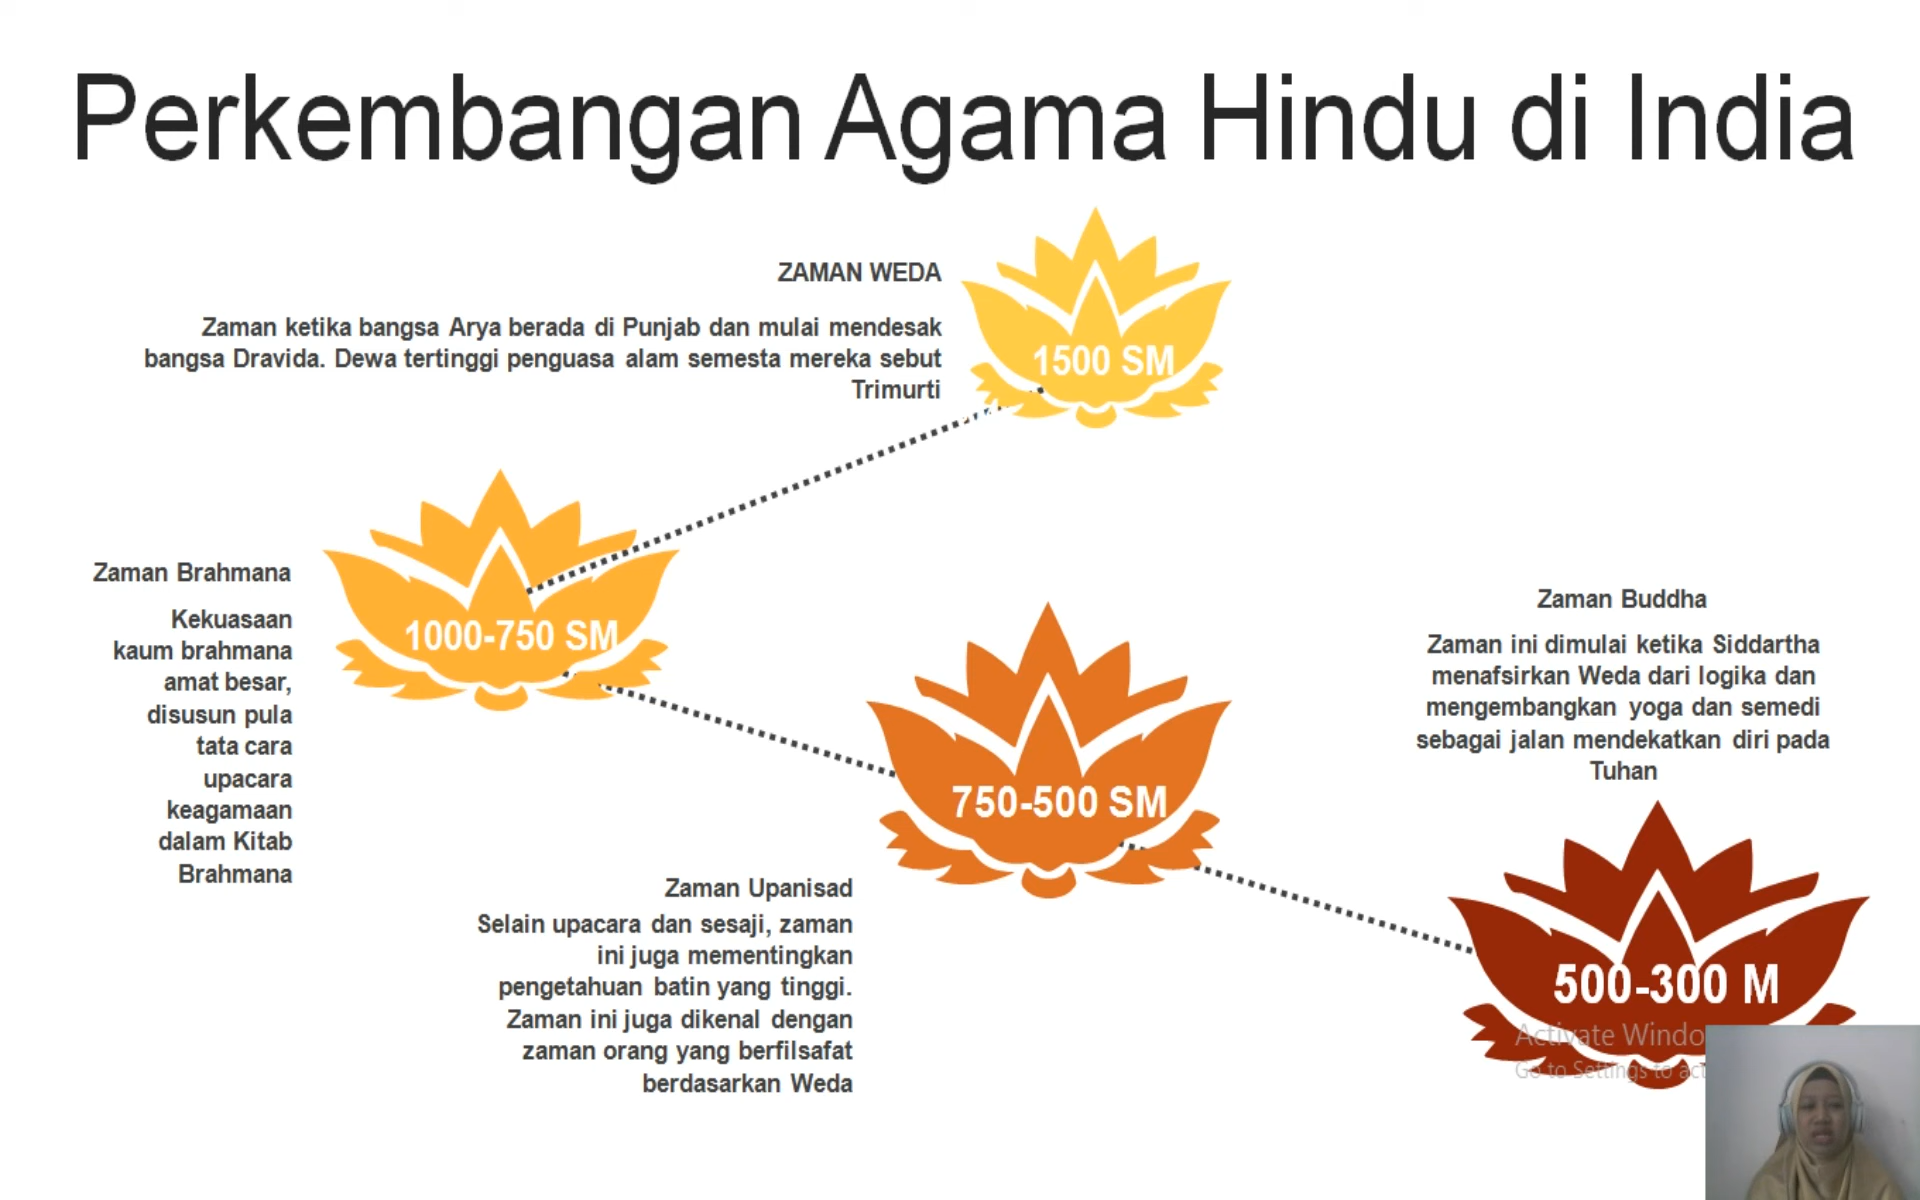 Perkembangan Agama Hindu di India
ZAMAN WEDA
Zaman ketika bangsa Arya berada di Punjab dan mulai mendesak
bangsa Dravida. Dewa tertinggi penguasa alam semesta mereka sebut
Trimurti
1500 SM
Zaman Brahmana
Kekuasaan
kaum brahmana
amat besar,
disusun pula
tata cara
upacara
keagamaan
dalam Kitab
Brahmana
1000-750 SM
750-500 SM
Zaman Upanisad
Selain upacara dan sesaji, zaman
ini juga mementingkan
pengetahuan batin yang tinggi.
Zaman ini juga dikenal dengan
zaman orang yang berfilsafat
berdasarkan Weda
Zaman Buddha
Zaman ini dimulai ketika Siddartha
menafsirkan Weda dari logika dan
mengembangkan yoga dan semedi
sebagai jalan mendekatkan diri pada
Tuhan
500-300 M
Activate Windo
Go to Settings to act